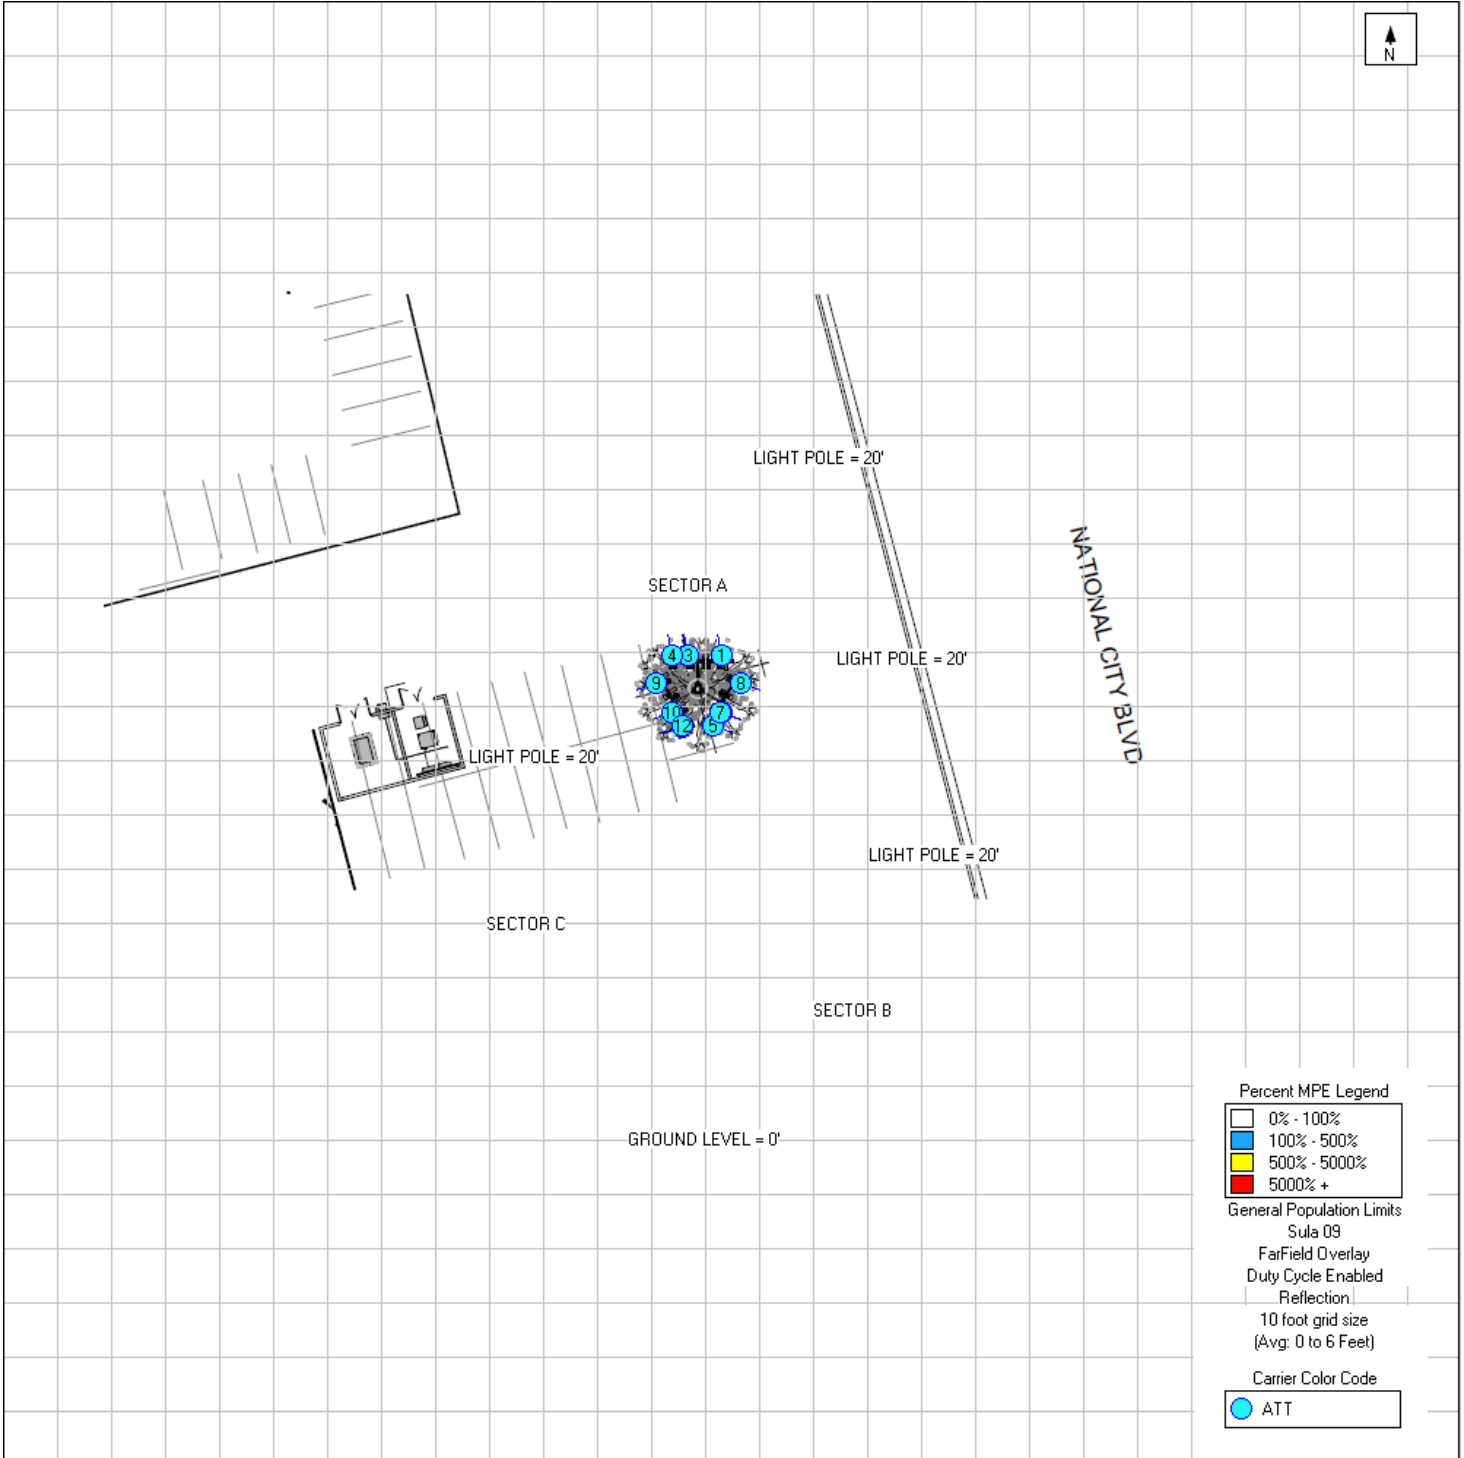 N
LIGHT POLE = 20'
NATIONAL CITY BLVD
SECTOR A
4
3
1
LIGHT POLE = 20'
9
8
10
7
12
5
LIGHT POLE = 20'
LIGHT POLE = 20'
SECTOR C
SECTOR B
GROUND LEVEL = 0'
Percent MPE Legend
0% - 100%
100% - 500%
500% - 5000%
5000% +
General Population Limits
Sula 09
FarField Overlay
Duty Cycle Enabled
Reflection
10 foot grid size
(Avg: 0 to 6 Feet)
Carrier Color Code
ATT